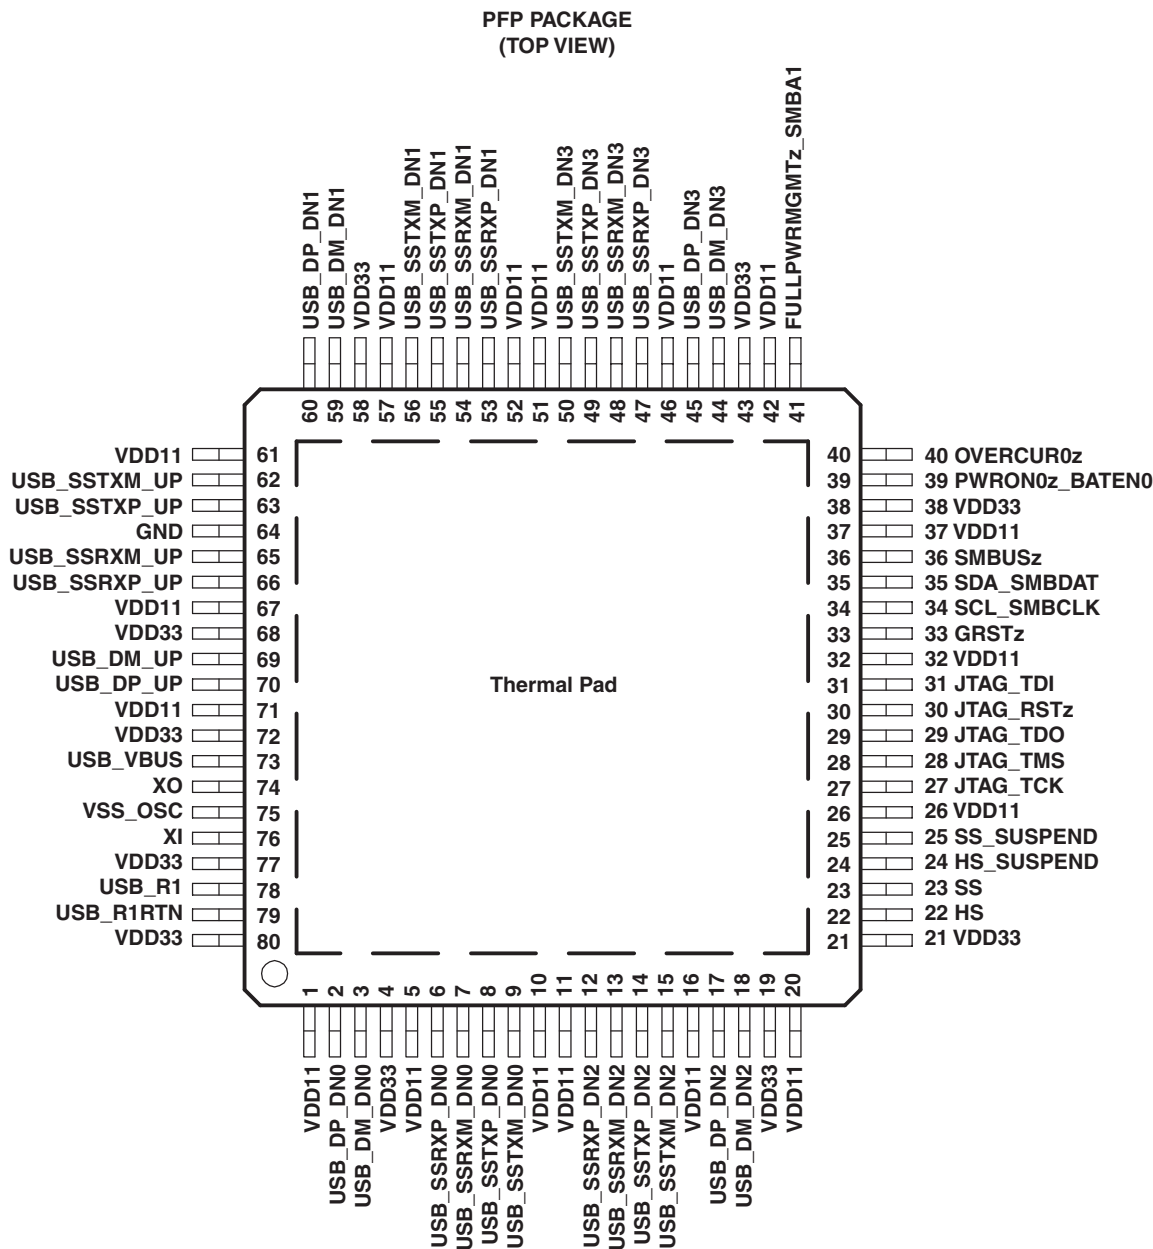 PFP PACKAGE
(TOP VIEW)
USB_DP_DN1
USB_DM_DN1
VDD33
VDD11
USB_SSTXM_DN1
USB_SSTXP_DN1
USB_SSRXM_DN1
USB_SSRXP_DN1
VDD11
VDD11
USB_SSTXM_DN3
USB_SSTXP_DN3
USB_SSRXM_DN3
USB_SSRXP_DN3
VDD11
USB_DP_DN3
USB_DM_DN3
VDD33
VDD11
FULLPWRMGMTz_SMBA1
60 59 58 57 56 55 54 53 52 51 50 49 48 47 46 45 44 43 42 41
VDD11 61
USB_SSTXM_UP 62
USB_SSTXP_UP 63
GND 64
USB_SSRXM_UP 65
USB_SSRXP_UP 66
VDD11 67
VDD33 68
USB_DM_UP 69
USB_DP_UP 70
VDD11 71
VDD33 72
USB_VBUS 73
XO 74
VSS_OSC 75
XI 76
VDD33 77
USB_R1 78
USB_R1RTN 79
VDD33 80
Thermal Pad
40 40 OVERCUR0z
39 39 PWRON0z_BATEN0
38 38 VDD33
37 37 VDD11
36 36 SMBUSz
35 35 SDA_SMBDAT
34 34 SCL_SMBCLK
33 33 GRSTz
32 32 VDD11
31 31 JTAG_TDI
30 30 JTAG_RSTz
29 29 JTAG_TDO
28 28 JTAG_TMS
27 27 JTAG_TCK
26 26 VDD11
25 25 SS_SUSPEND
24 24 HS_SUSPEND
23 23 SS
22 22 HS
21 21 VDD33
1 2 3 4 5 6 7 8 9 10 11 12 13 14 15 16 17 18 19 20
VDD11
USB_DP_DN0
USB_DM_DN0
VDD33
VDD11
USB_SSRXP_DN0
USB_SSRXM_DN0
USB_SSTXP_DN0
USB_SSTXM_DN0
VDD11
VDD11
USB_SSRXP_DN2
USB_SSRXM_DN2
USB_SSTXP_DN2
USB_SSTXM_DN2
VDD11
USB_DP_DN2
USB_DM_DN2
VDD33
VDD11